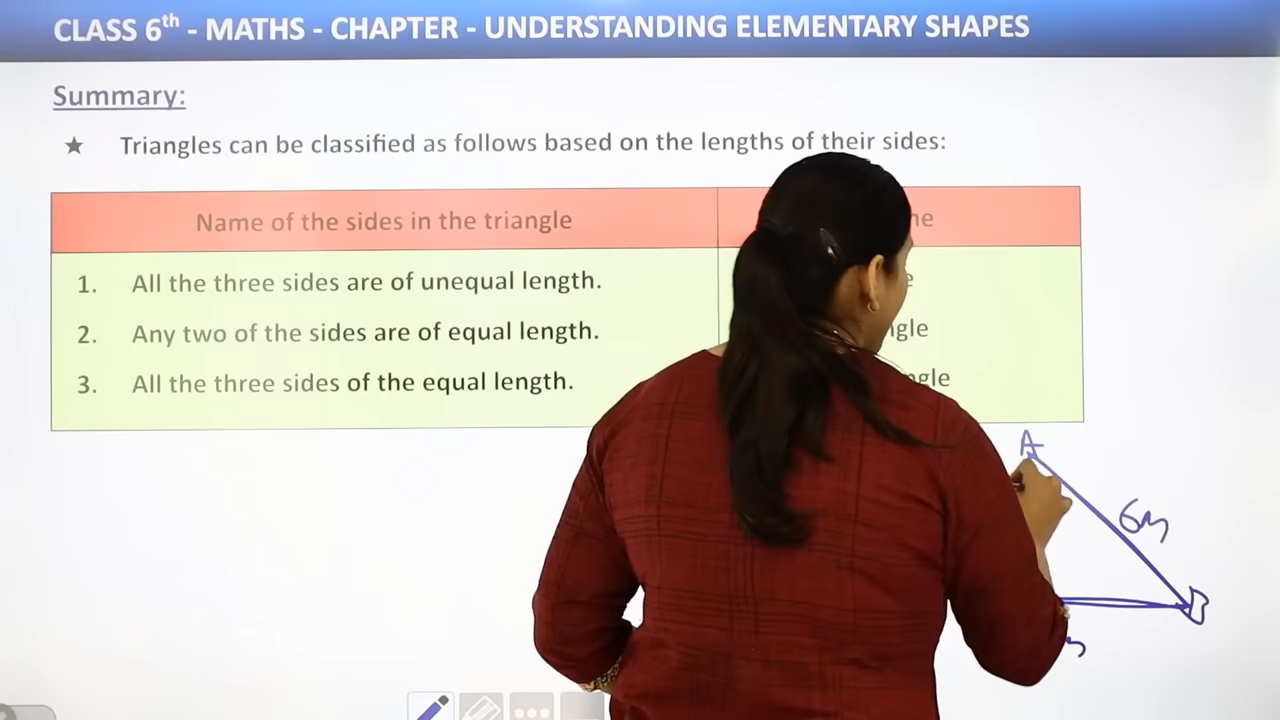 CLASS 6th - MATHS - CHAPTER - UNDERSTANDING ELEMENTARY SHAPES
Summary:
★ Triangles can be classified as follows based on the lengths of their sides:
Name of the sides in the triangle
1. All the three sides are of unequal length.
2. Any two of the sides are of equal length.
3. All the three sides of the equal length.
A
B